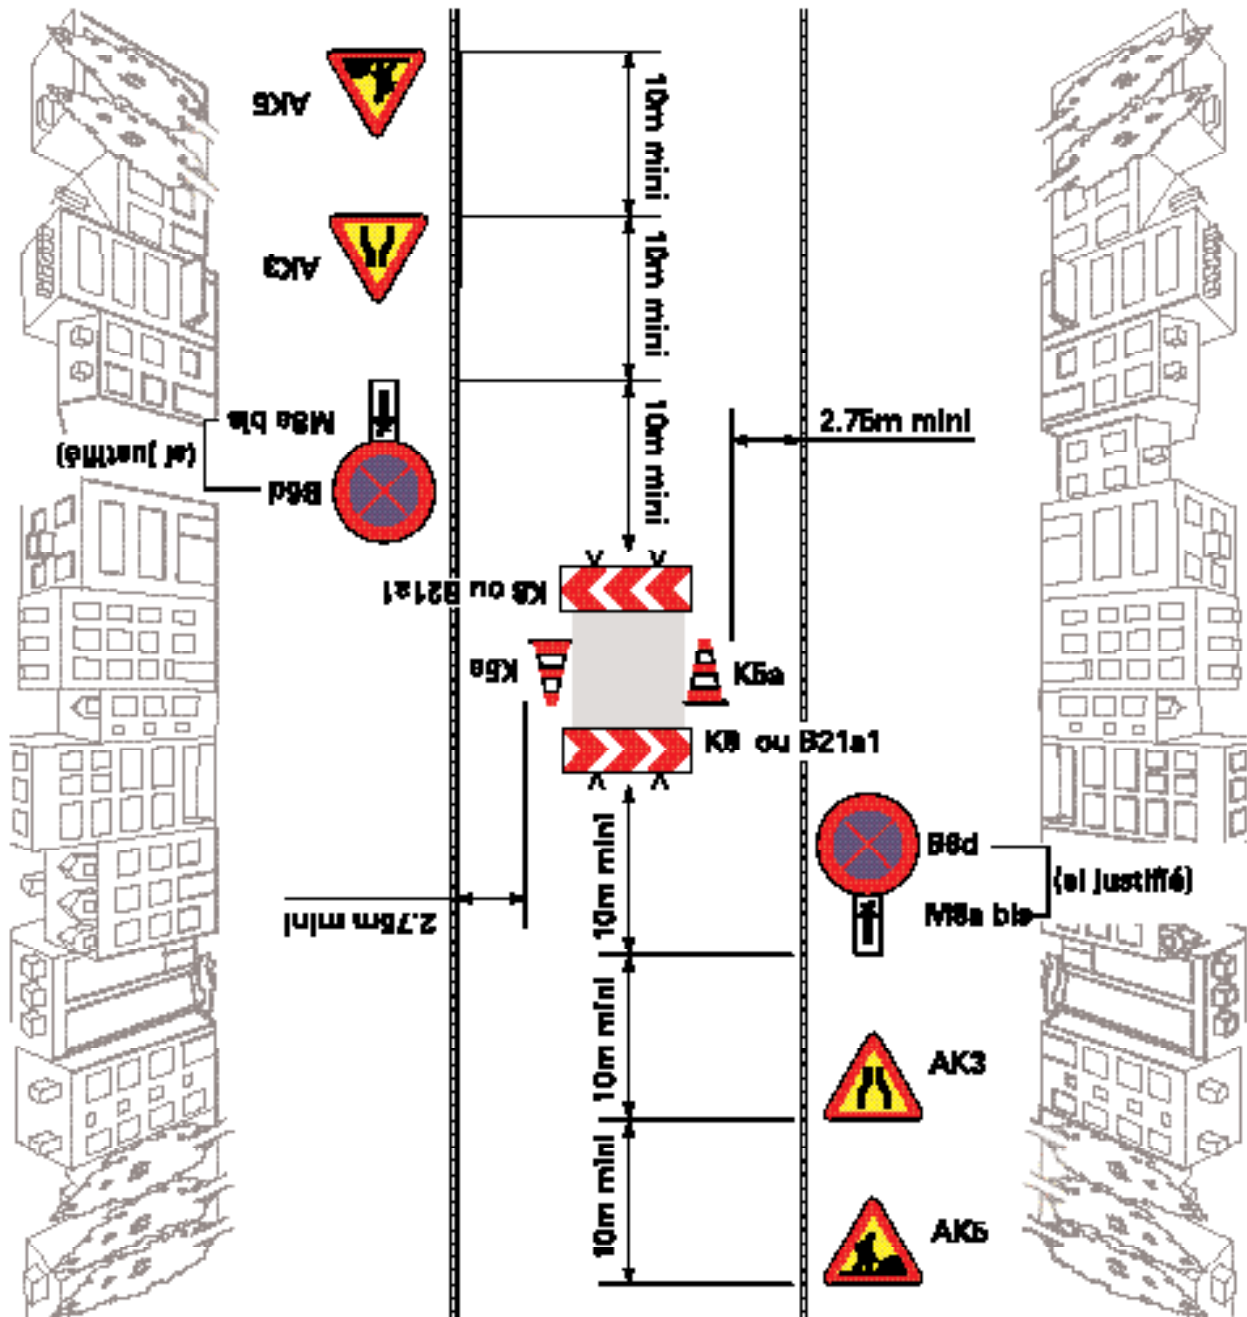 AK5
10m mini
AK3
10m mini
M8a bis
(si justifié)
B6d
10m mini
2.75m mini
K8 ou B21a1
K5a
K5a
K8 ou B21a1
2.75m mini
10m mini
B6d
(si justifié)
M8a bis
10m mini
AK3
10m mini
AK5